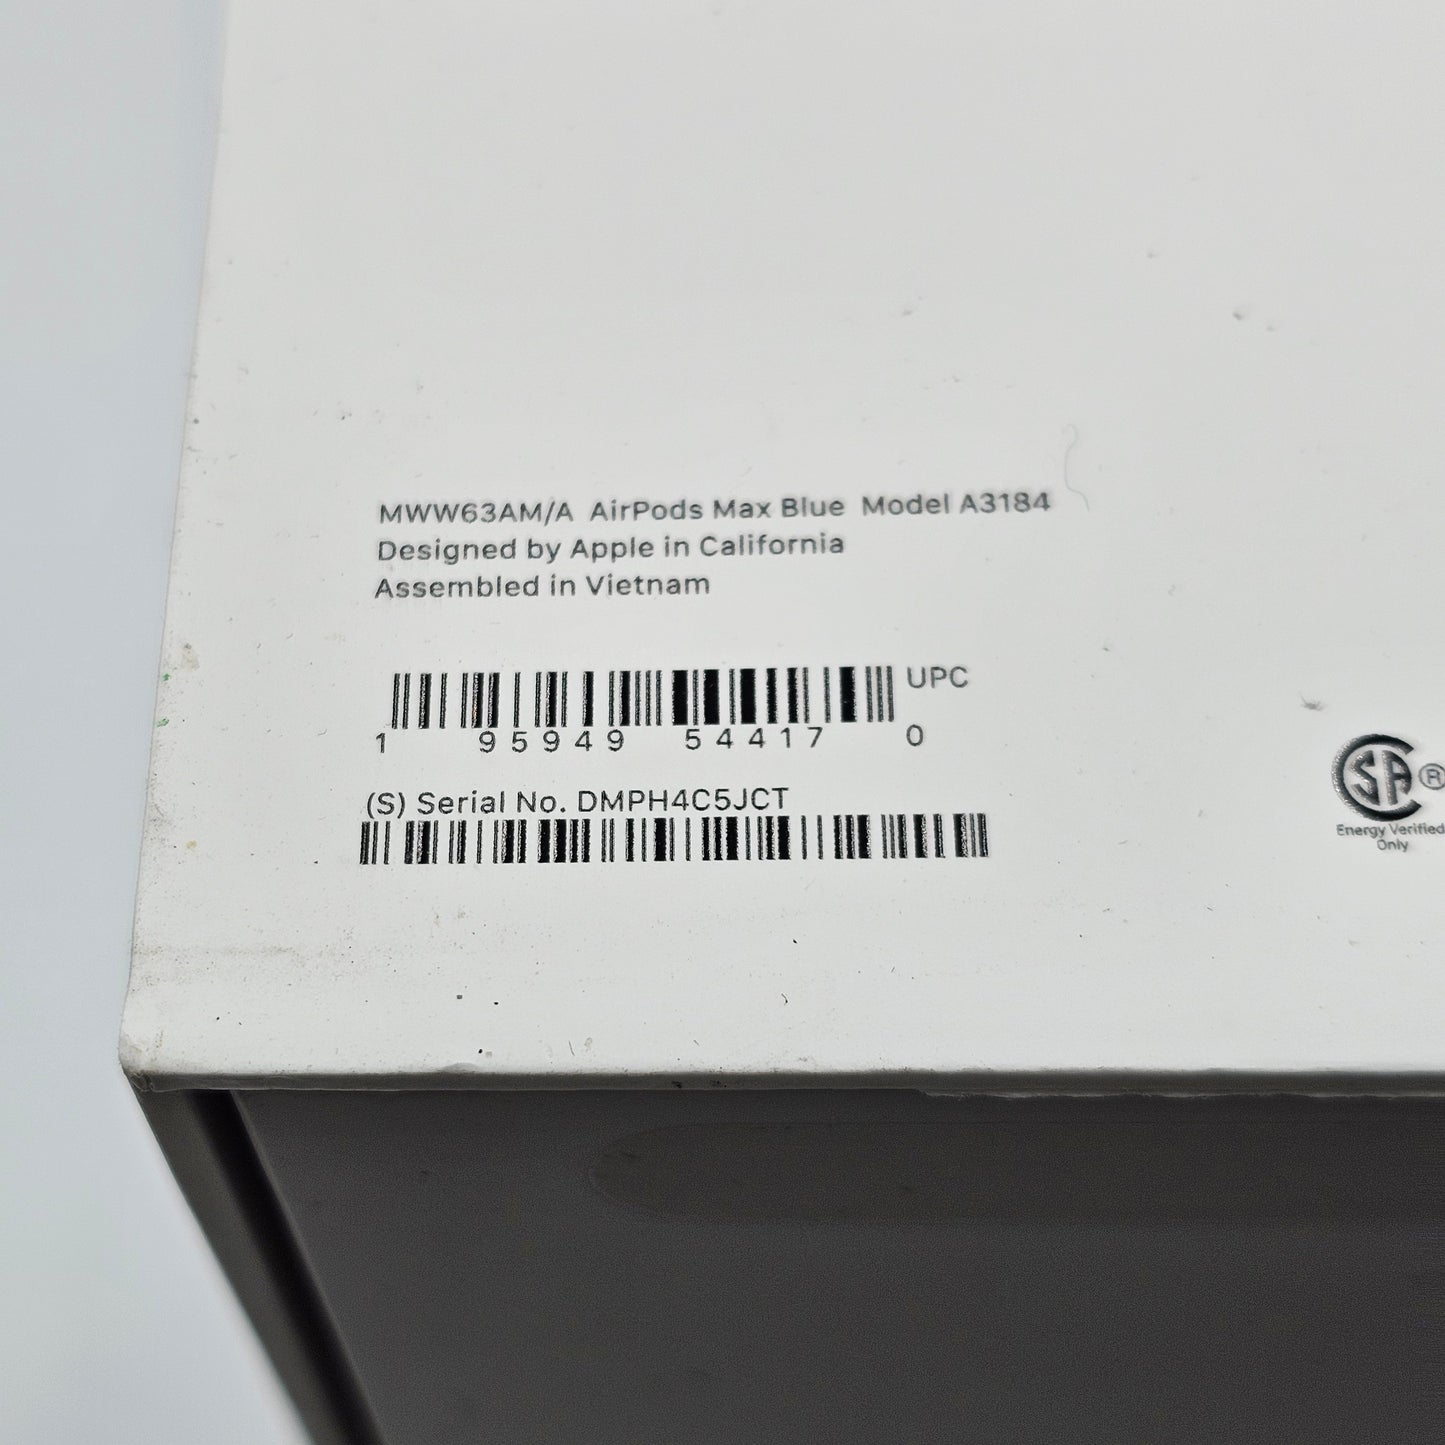 MWW63AM/A AirPods Max Blue Model A3184
Designed by Apple in California
Assembled in Vietnam
UPC
1 95949 54417 0
(S) Serial No. DMPH4C5JCT
SA ®
Energy Verified
Only